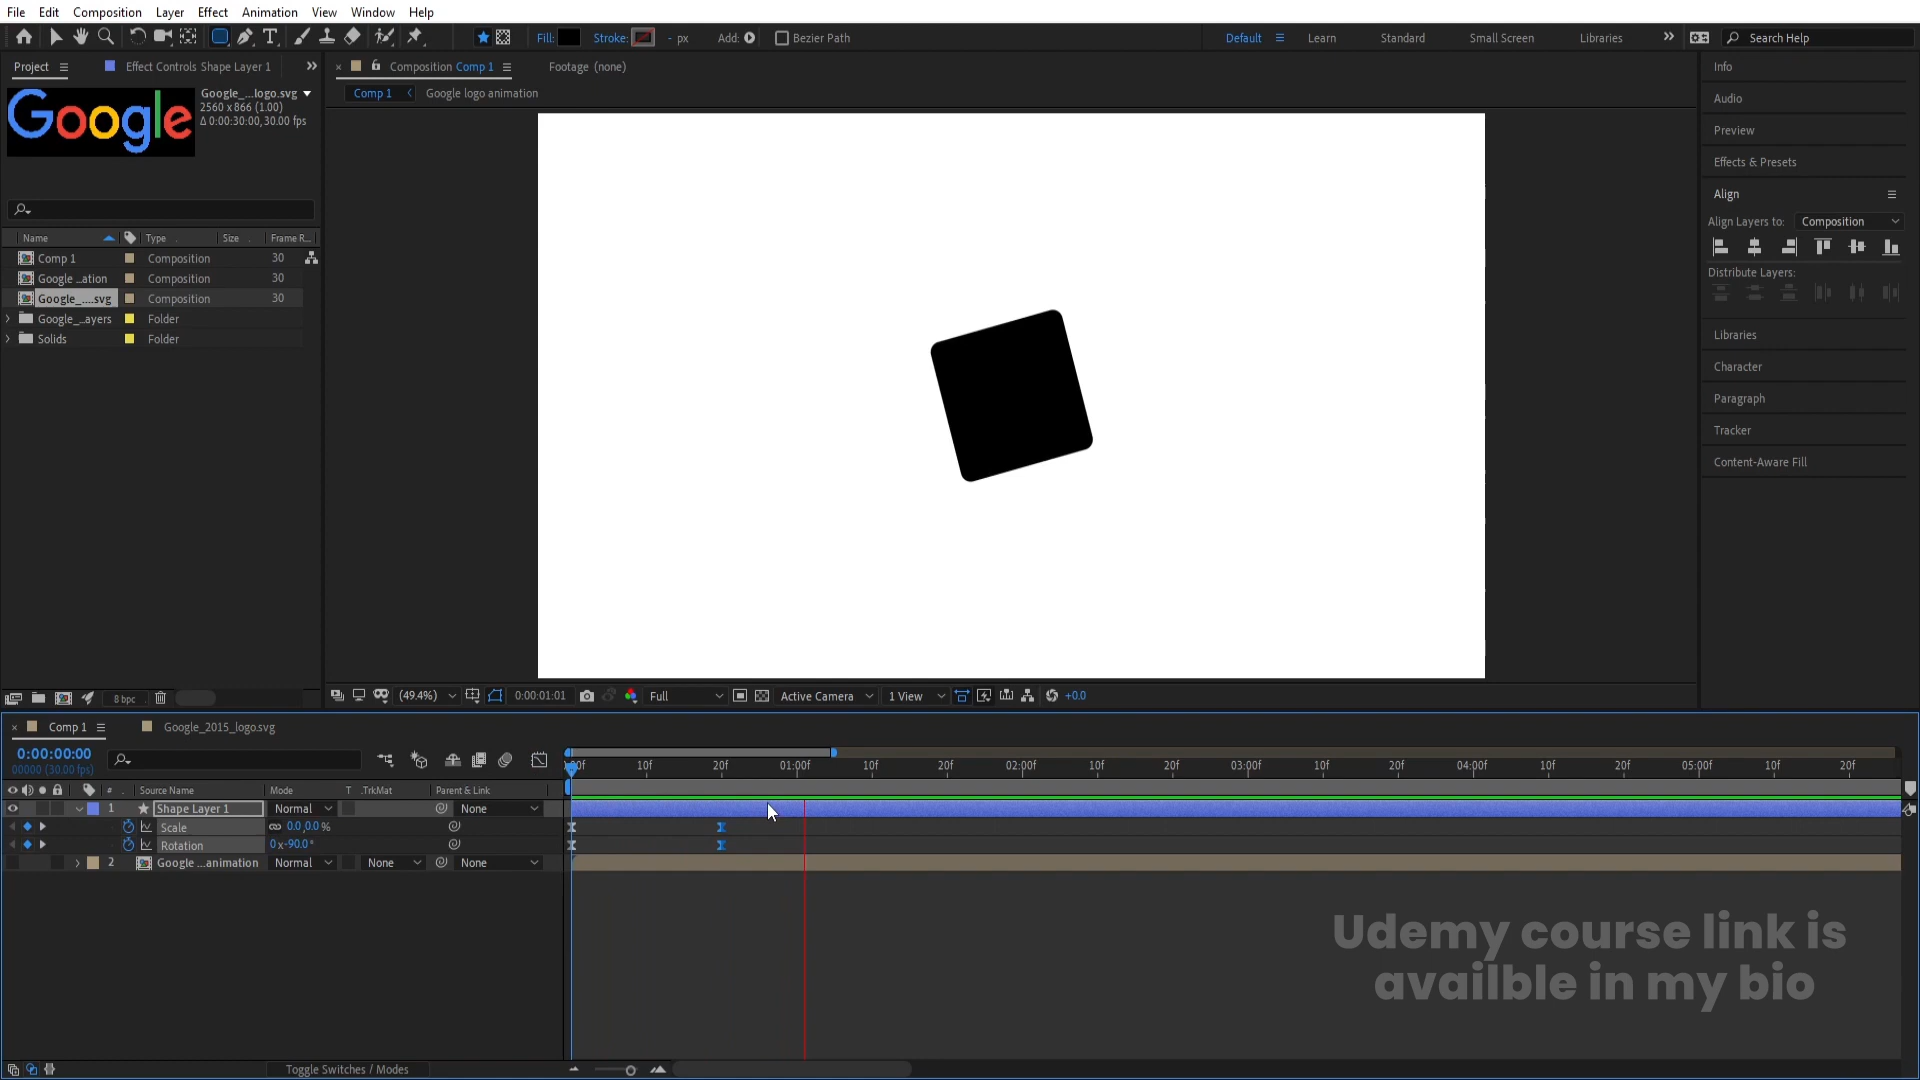 File Edit Composition Layer Effect Animation View Window Help
Fill: Stroke: - px Add: Bezier Path Default Learn Standard Small Screen Libraries Search Help
Project Effect Controls Shape Layer 1 Composition Comp 1 Footage (none)
Comp 1 Google logo animation
Google
Google_...logo.svg
2560 x 866 (1.00)
Δ 0:00:30:00, 30.00 fps
Name Type Size Frame R...
Comp 1 Composition 30
Google ...ation Composition 30
Google_....svg Composition 30
Google_...ayers Folder
Solids Folder
8 bpc
Info
Audio
Preview
Effects & Presets
Align
Align Layers to: Composition
Distribute Layers:
Libraries
Character
Paragraph
Tracker
Content-Aware Fill
(49.4%) 0:00:01:01 Full Active Camera 1 View +0.0
Comp 1 Google_2015_logo.svg
0:00:00:00
00000 (30.00 fps)
:00f 10f 20f 01:00f 10f 20f 02:00f 10f 20f 03:00f 10f 20f 04:00f 10f 20f 05:00f 10f 20f
# Source Name Mode T .TrkMat Parent & Link
1 Shape Layer 1 Normal None
Scale 0.0,0.0 %
Rotation 0 x-90.0°
2 Google ...animation Normal None None
Toggle Switches / Modes
Udemy course link is
availble in my bio